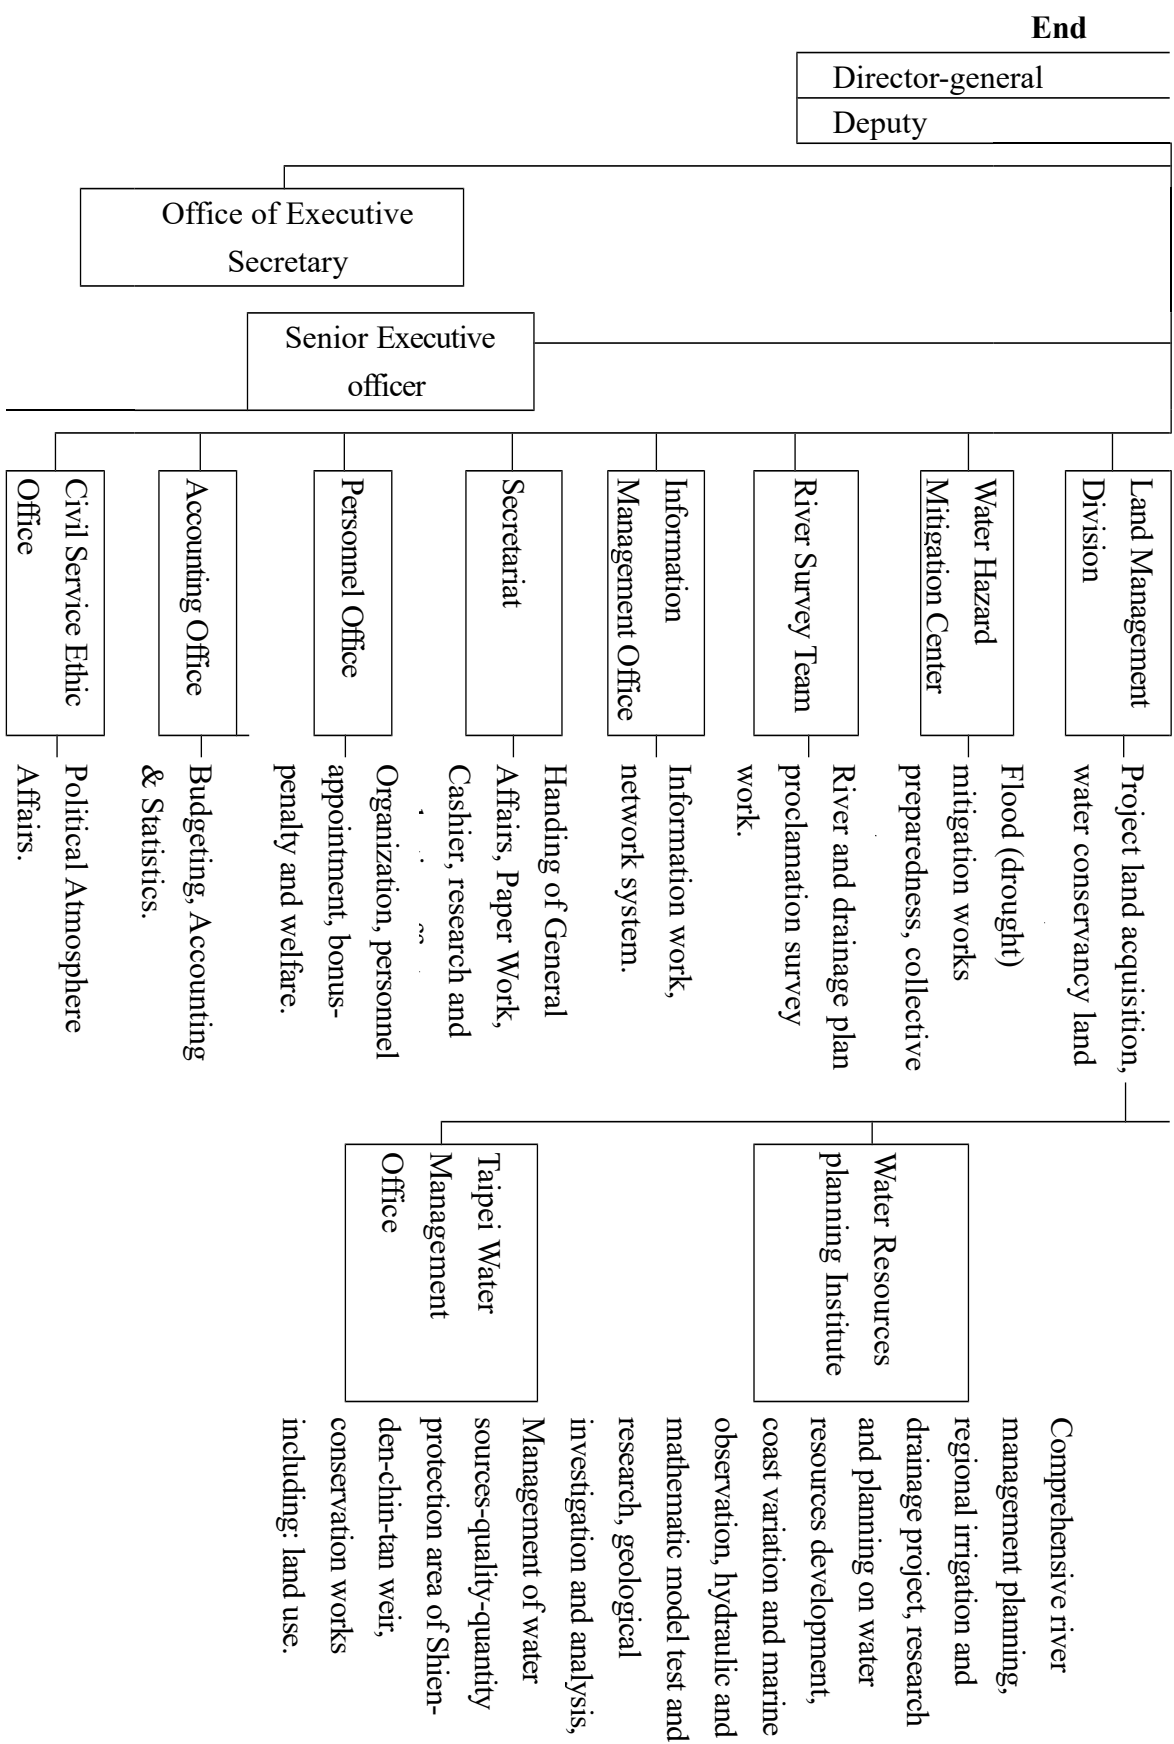 End
Director-general
Deputy
Office of Executive
Secretary
Senior Executive
officer
Land Management
Division
Water Hazard
Mitigation Center
River Survey Team
Information
Management Office
Secretariat
Personnel Office
Accounting Office
Civil Service Ethic
Office
Project land acquisition,
water conservancy land
Flood (drought)
mitigation works
preparedness, collective
River and drainage plan
proclamation survey
work.
Information work,
network system.
Handing of General
Affairs, Paper Work,
Cashier, research and
Organization, personnel
appointment, bonus-
penalty and welfare.
Budgeting, Accounting
& Statistics.
Political Atmosphere
Affairs.
Water Resources
planning Institute
Taipei Water
Management
Office
Comprehensive river
management planning,
regional irrigation and
drainage project, research
and planning on water
resources development,
coast variation and marine
observation, hydraulic and
mathematic model test and
research, geological
investigation and analysis,
Management of water
sources-quality-quantity
protection area of Shien-
den-chin-tan weir,
conservation works
including: land use.